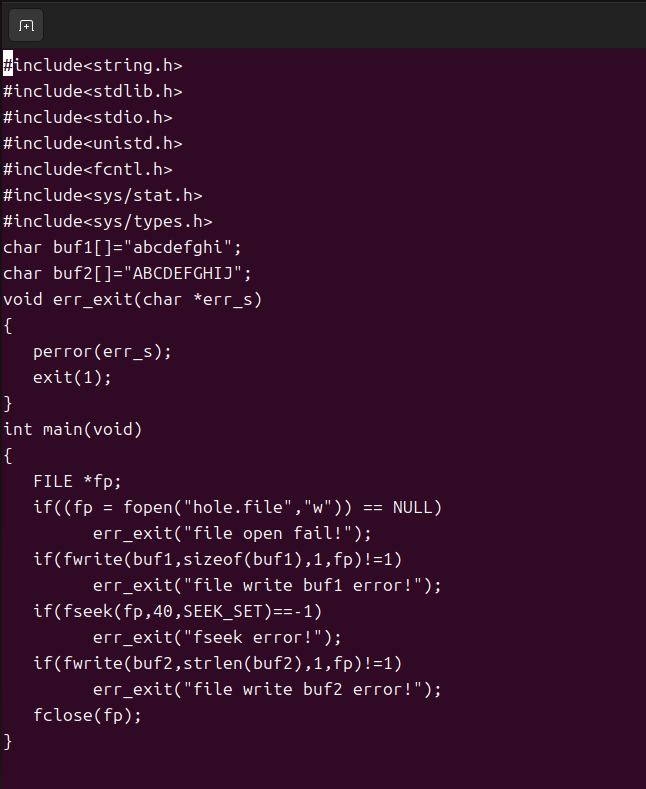 #include<string.h>
#include<stdlib.h>
#include<stdio.h>
#include<unistd.h>
#include<fcntl.h>
#include<sys/stat.h>
#include<sys/types.h>
char buf1[]="abcdefghi";
char buf2[]="ABCDEFGHIJ";
void err_exit(char *err_s)
{
   perror(err_s);
   exit(1);
}
int main(void)
{
   FILE *fp;
   if((fp = fopen("hole.file","w")) == NULL)
         err_exit("file open fail!");
   if(fwrite(buf1,sizeof(buf1),1,fp)!=1)
         err_exit("file write buf1 error!");
   if(fseek(fp,40,SEEK_SET)==-1)
         err_exit("fseek error!");
   if(fwrite(buf2,strlen(buf2),1,fp)!=1)
         err_exit("file write buf2 error!");
   fclose(fp);
}